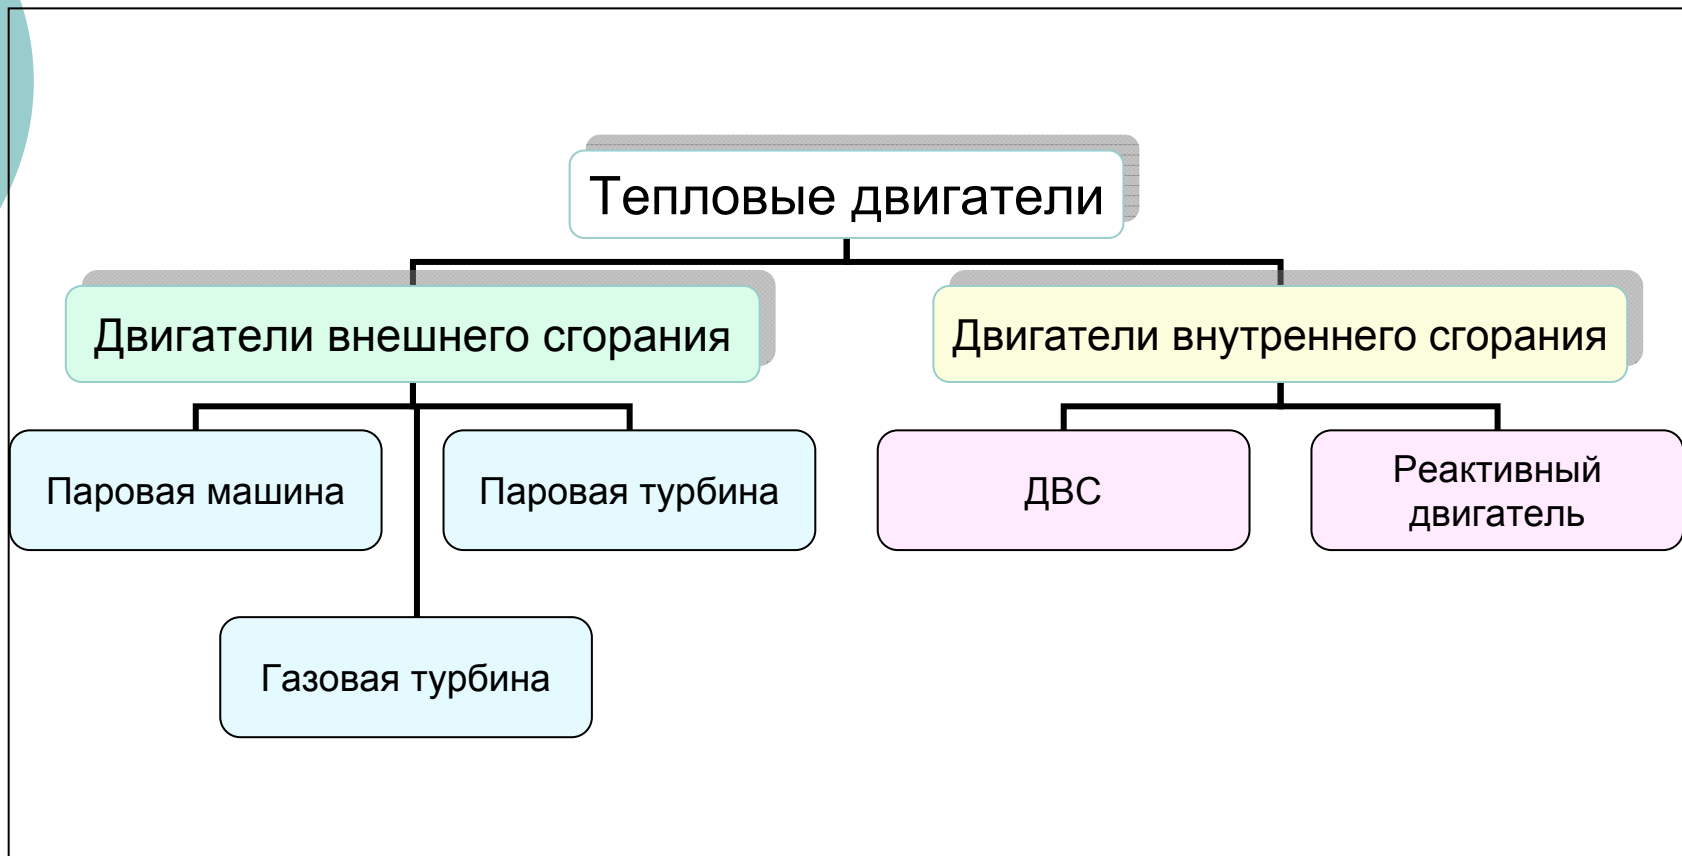 Тепловые двигатели
Двигатели внешнего сгорания
Двигатели внутреннего сгорания
Паровая машина
Паровая турбина
ДВС
Реактивный
двигатель
Газовая турбина